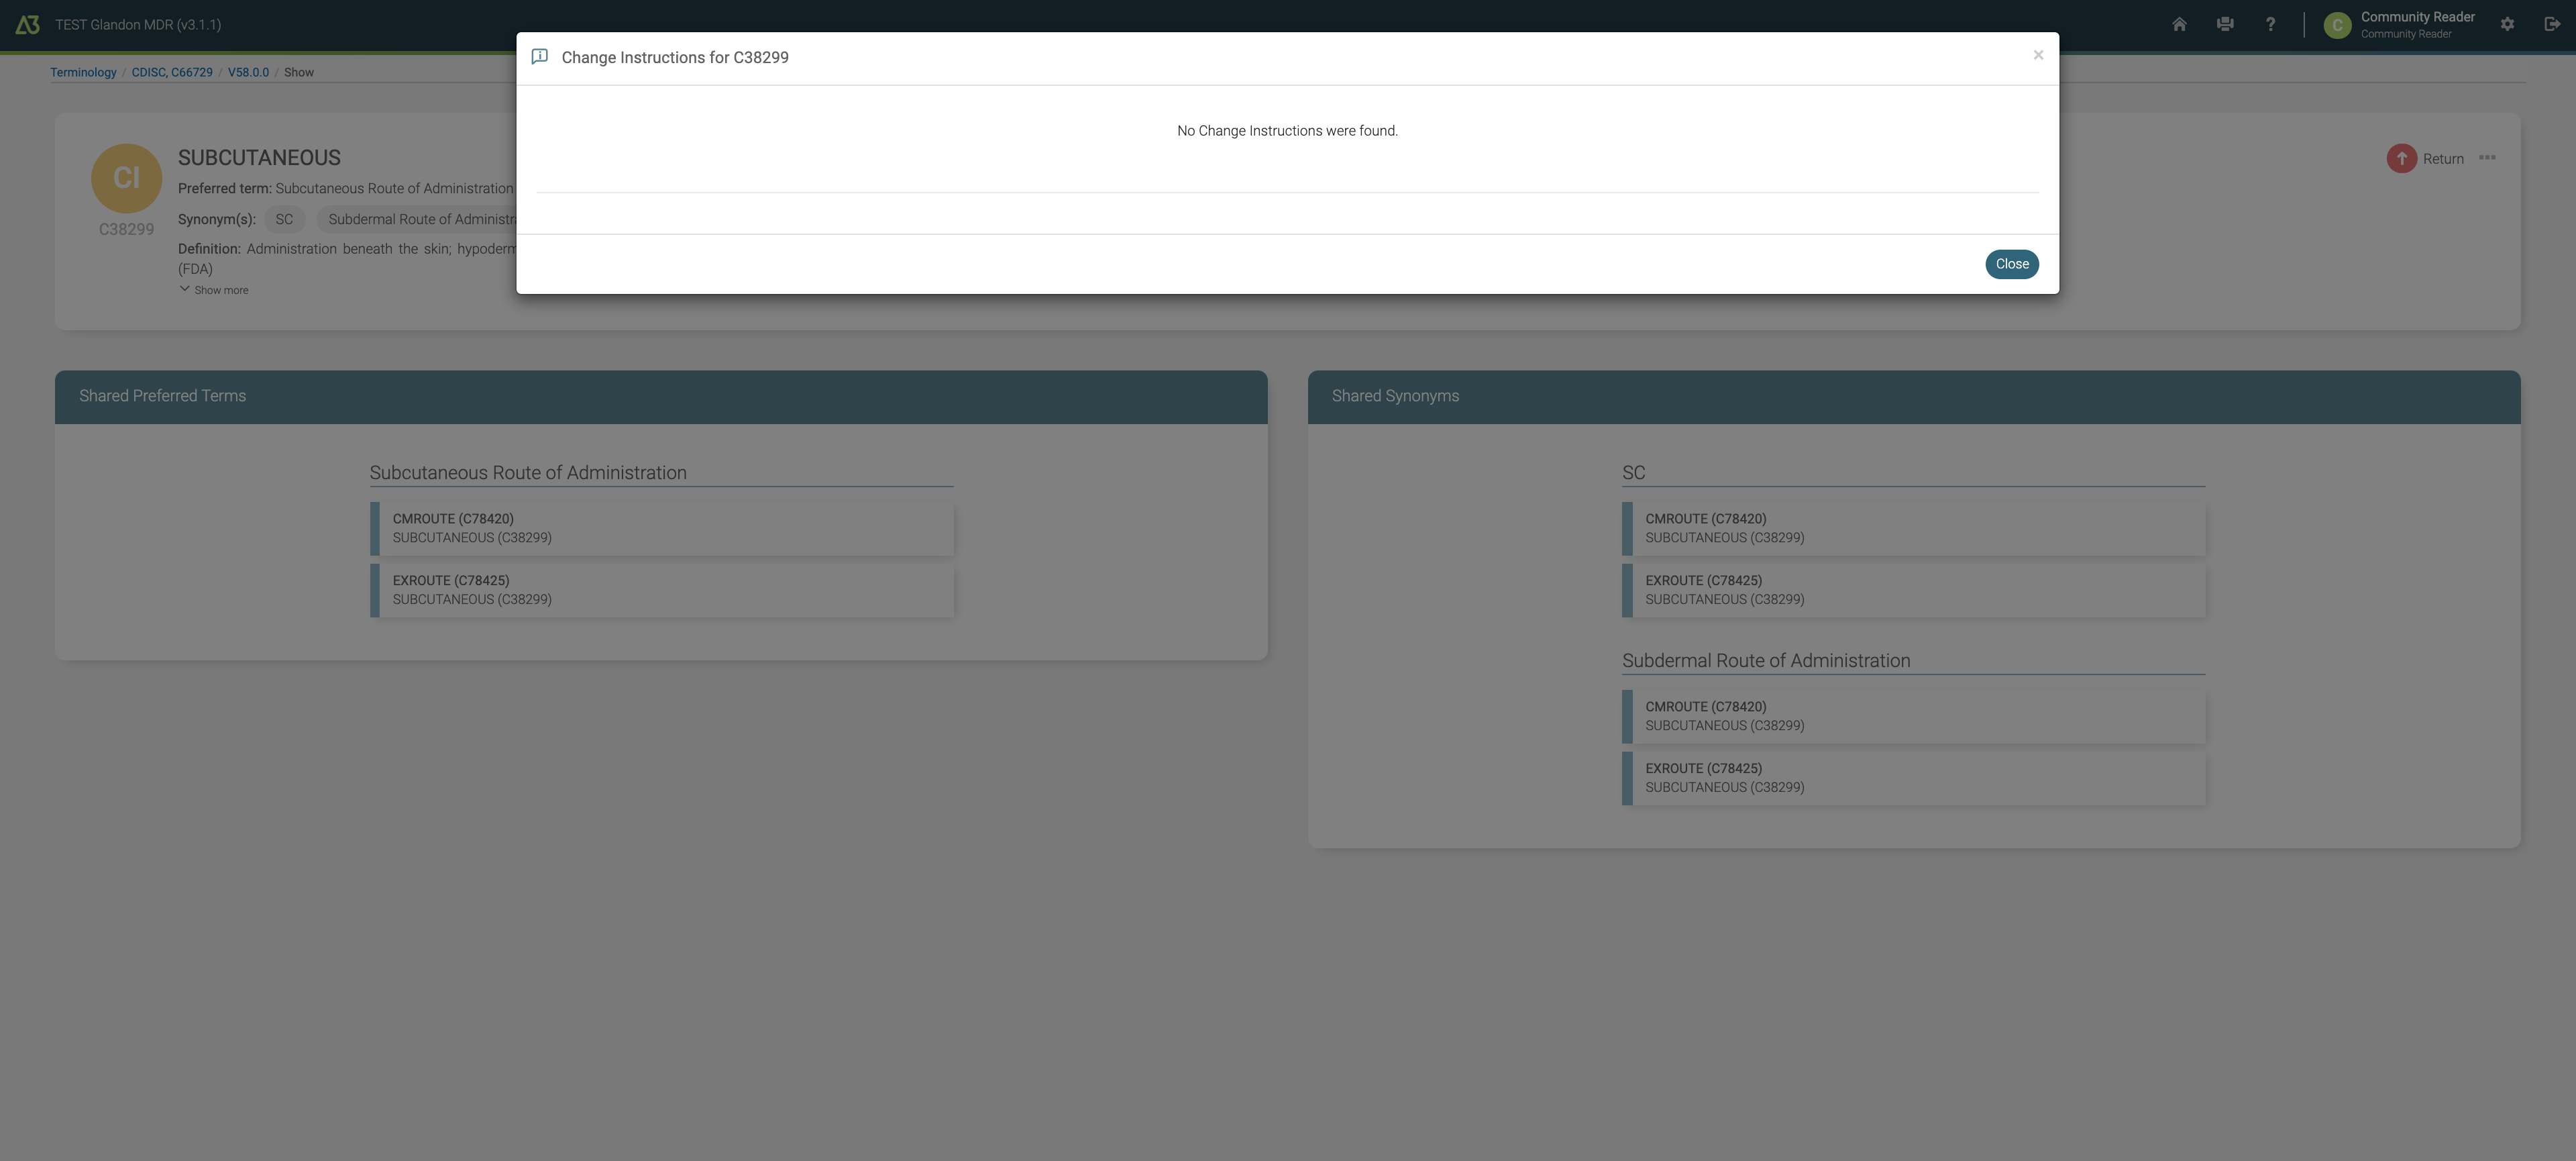 TEST Glandon MDR (v3.1.1)
C
Community Reader
Community Reader
Change Instructions for C38299
×
Terminology / CDISC, C66729 / V58.0.0 / Show
No Change Instructions were found.
CI
C38299
SUBCUTANEOUS
Preferred term: Subcutaneous Route of Administration
Synonym(s): SC Subdermal Route of Administra
Definition: Administration beneath the skin; hypoderm
(FDA)
Show more
Return
Close
Shared Preferred Terms
Subcutaneous Route of Administration
CMROUTE (C78420)
SUBCUTANEOUS (C38299)
EXROUTE (C78425)
SUBCUTANEOUS (C38299)
Shared Synonyms
SC
CMROUTE (C78420)
SUBCUTANEOUS (C38299)
EXROUTE (C78425)
SUBCUTANEOUS (C38299)
Subdermal Route of Administration
CMROUTE (C78420)
SUBCUTANEOUS (C38299)
EXROUTE (C78425)
SUBCUTANEOUS (C38299)